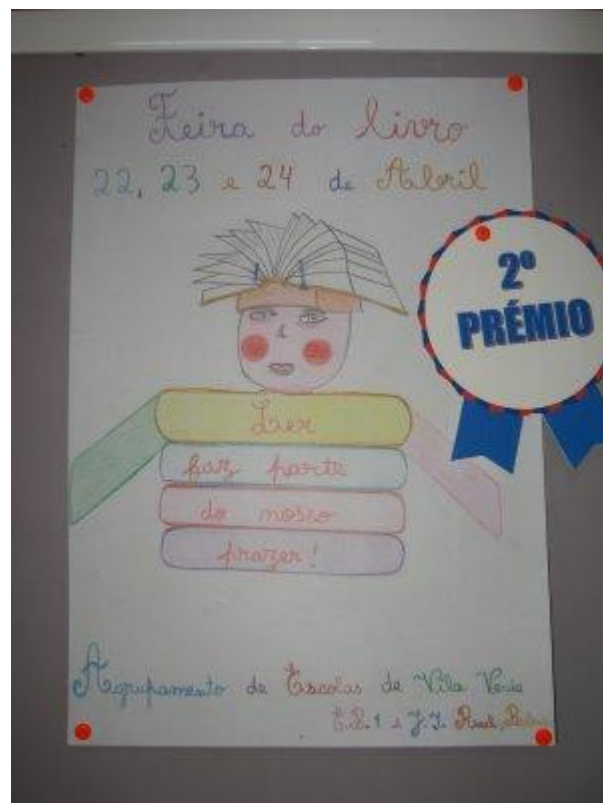 Feira do livro
22, 23 e 24 de Abril
2º
PRÉMIO
Ler
faz parte
do nosso
prazer!
Agrupamento de Escolas de Vila Verde
E.B.1 e J.I.